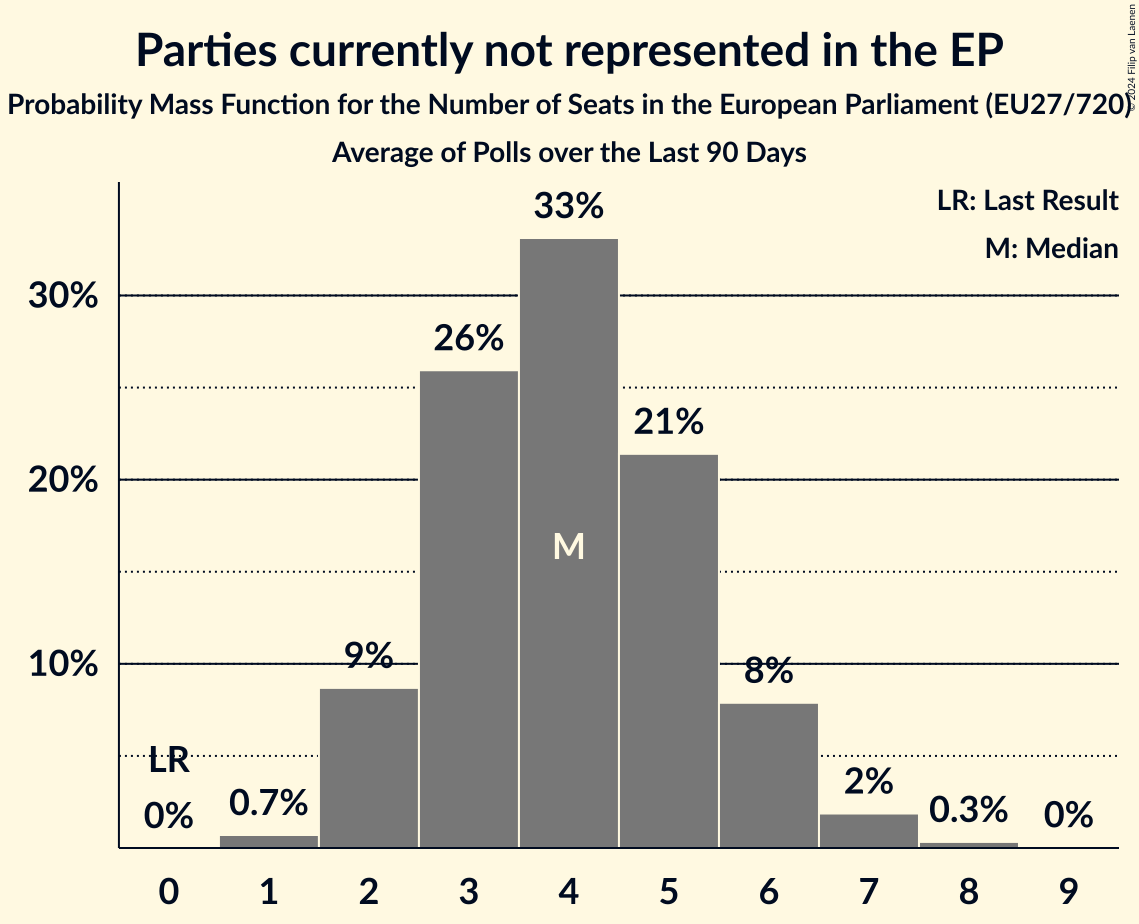 Parties currently not represented in the EP
Probability Mass Function for the Number of Seats in the European Parliament (EU27/720)
Average of Polls over the Last 90 Days
© 2024 Filip van Laenen
LR: Last Result
M: Median
30%
20%
10%
LR
0%
0.7%
9%
26%
33%
M
21%
8%
2%
0.3%
0%
0 1 2 3 4 5 6 7 8 9